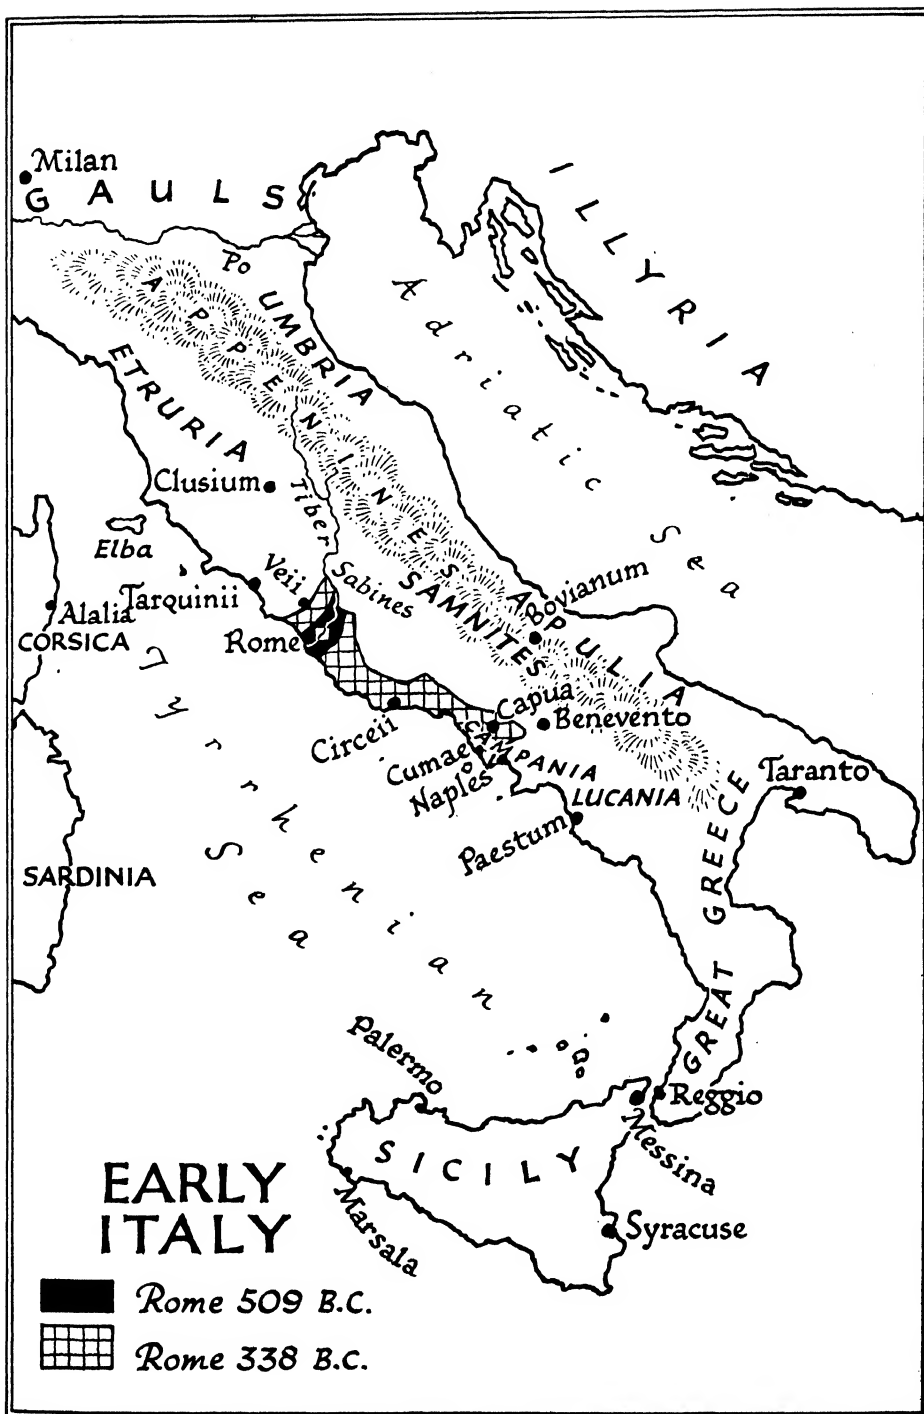 Milan
GAULS
ILLYRIA
Po
APPENINES
UMBRIA
Adriatic Sea
ETRURIA
Clusium
Tiber
Elba
Veii
Sabines
SAMNITES
Bovianum
APULIA
Tarquinii
Alalia
CORSICA
Rome
Tyrrhenian
Sea
Circeii
Capua
Benevento
CAMPANIA
Cumae
Naples
LUCANIA
Taranto
Paestum
SARDINIA
GREAT GREECE
Palermo
Reggio
Messina
SICILY
Marsala
Syracuse
EARLY
ITALY
Rome 509 B.C.
Rome 338 B.C.